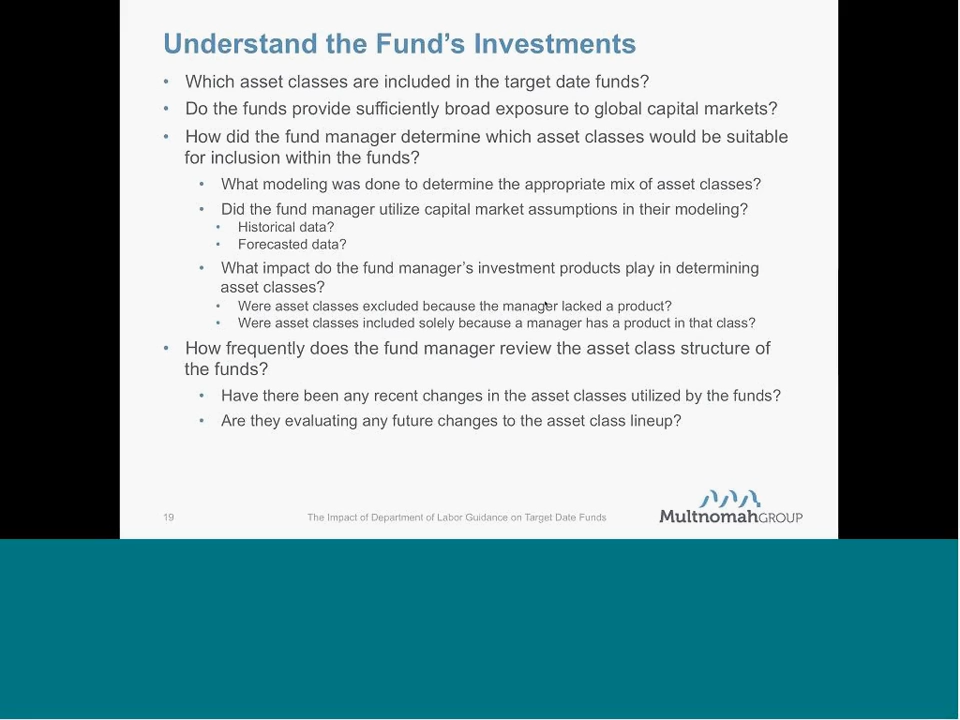 Understand the Fund's Investments
• Which asset classes are included in the target date funds?
• Do the funds provide sufficiently broad exposure to global capital markets?
• How did the fund manager determine which asset classes would be suitable
for inclusion within the funds?
• What modeling was done to determine the appropriate mix of asset classes?
• Did the fund manager utilize capital market assumptions in their modeling?
• Historical data?
• Forecasted data?
• What impact do the fund manager's investment products play in determining
asset classes?
• Were asset classes excluded because the manager lacked a product?
• Were asset classes included solely because a manager has a product in that class?
• How frequently does the fund manager review the asset class structure of
the funds?
• Have there been any recent changes in the asset classes utilized by the funds?
• Are they evaluating any future changes to the asset class lineup?
19
The Impact of Department of Labor Guidance on Target Date Funds
MultnomahGROUP